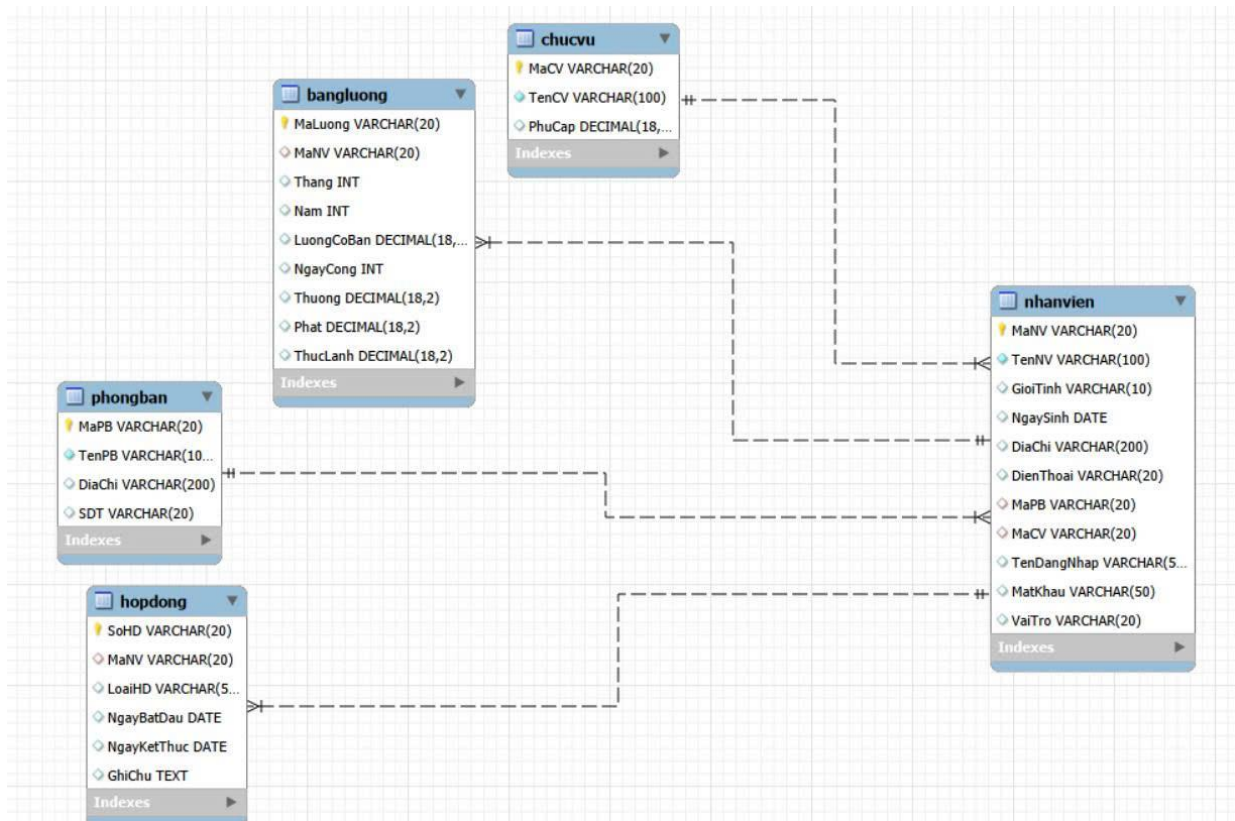 chucvu
MaCV VARCHAR(20)
TenCV VARCHAR(100)
PhuCap DECIMAL(18,...
Indexes
bangluong
MaLuong VARCHAR(20)
MaNV VARCHAR(20)
Thang INT
Nam INT
LuongCoBan DECIMAL(18,...
NgayCong INT
Thuong DECIMAL(18,2)
Phat DECIMAL(18,2)
ThucLanh DECIMAL(18,2)
Indexes
phongban
MaPB VARCHAR(20)
TenPB VARCHAR(10...
DiaChi VARCHAR(200)
SDT VARCHAR(20)
Indexes
hopdong
SoHD VARCHAR(20)
MaNV VARCHAR(20)
LoaiHD VARCHAR(5...
NgayBatDau DATE
NgayKetThuc DATE
GhiChu TEXT
Indexes
nhanvien
MaNV VARCHAR(20)
TenNV VARCHAR(100)
GioiTinh VARCHAR(10)
NgaySinh DATE
DiaChi VARCHAR(200)
DienThoai VARCHAR(20)
MaPB VARCHAR(20)
MaCV VARCHAR(20)
TenDangNhap VARCHAR(5...
MatKhau VARCHAR(50)
VaiTro VARCHAR(20)
Indexes